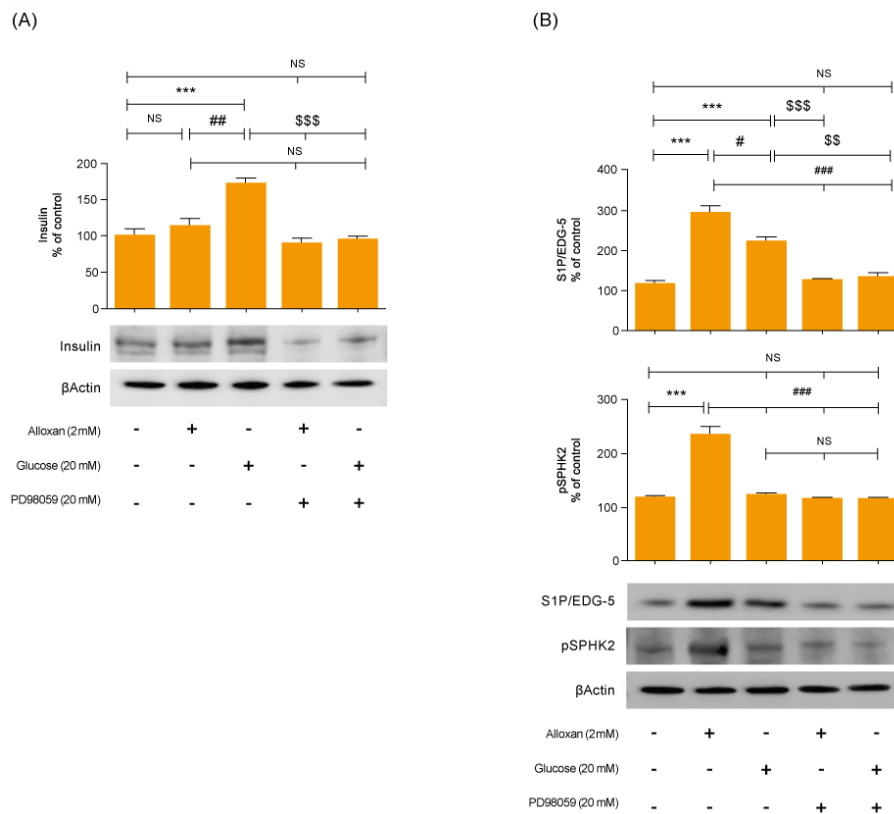 (A)
NS
***
NS ## $$$
NS
200
150
100
50
0
Insulin
% of control
Insulin
βActin
Alloxan (2mM) - + - + -
Glucose (20 mM) - - + - +
PD98059 (20 mM) - - - + +
(B)
NS
*** $$$
*** # $$
###
400
300
200
100
0
S1P/EDG-5
% of control
NS
*** ###
NS
300
200
100
0
pSPHK2
% of control
S1P/EDG-5
pSPHK2
βActin
Alloxan (2mM) - + - + -
Glucose (20 mM) - - + - +
PD98059 (20 mM) - - - + +